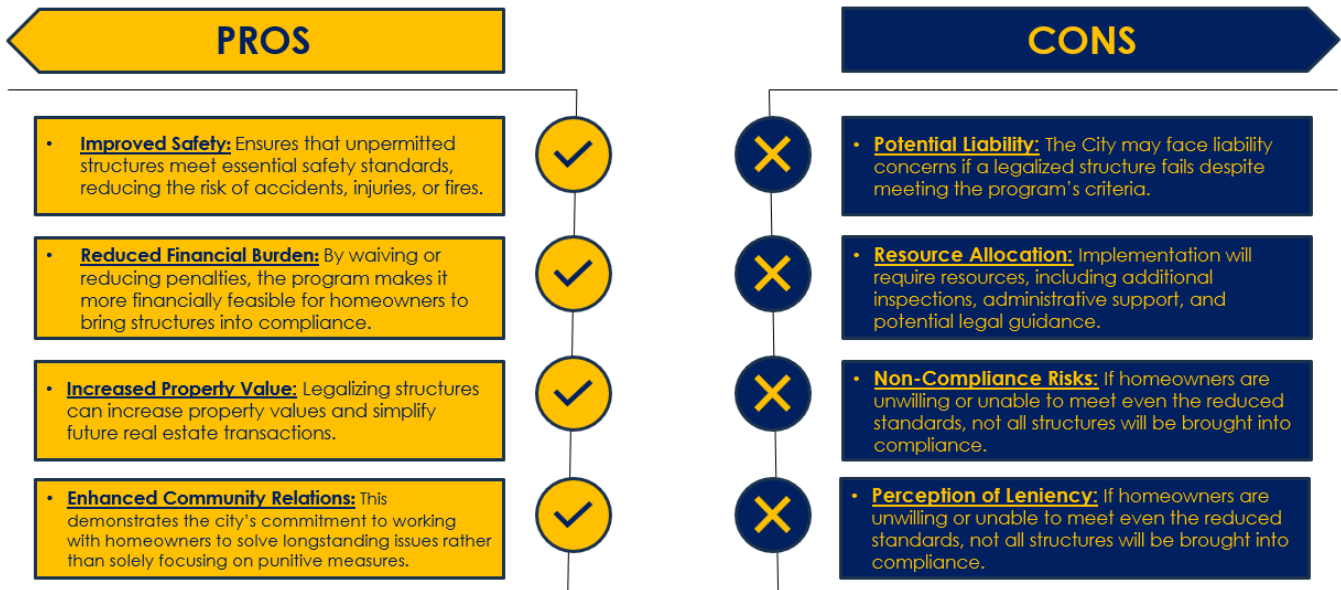 PROS
• Improved Safety: Ensures that unpermitted
structures meet essential safety standards,
reducing the risk of accidents, injuries, or fires.
• Reduced Financial Burden: By waiving or
reducing penalties, the program makes it
more financially feasible for homeowners to
bring structures into compliance.
• Increased Property Value: Legalizing structures
can increase property values and simplify
future real estate transactions.
• Enhanced Community Relations: This
demonstrates the city's commitment to working
with homeowners to solve longstanding issues rather
than solely focusing on punitive measures.
CONS
• Potential Liability: The City may face liability
concerns if a legalized structure fails despite
meeting the program's criteria.
• Resource Allocation: Implementation will
require resources, including additional
inspections, administrative support, and
potential legal guidance.
• Non-Compliance Risks: If homeowners are
unwilling or unable to meet even the reduced
standards, not all structures will be brought into
compliance.
• Perception of Leniency: If homeowners are
unwilling or unable to meet even the reduced
standards, not all structures will be brought into
compliance.